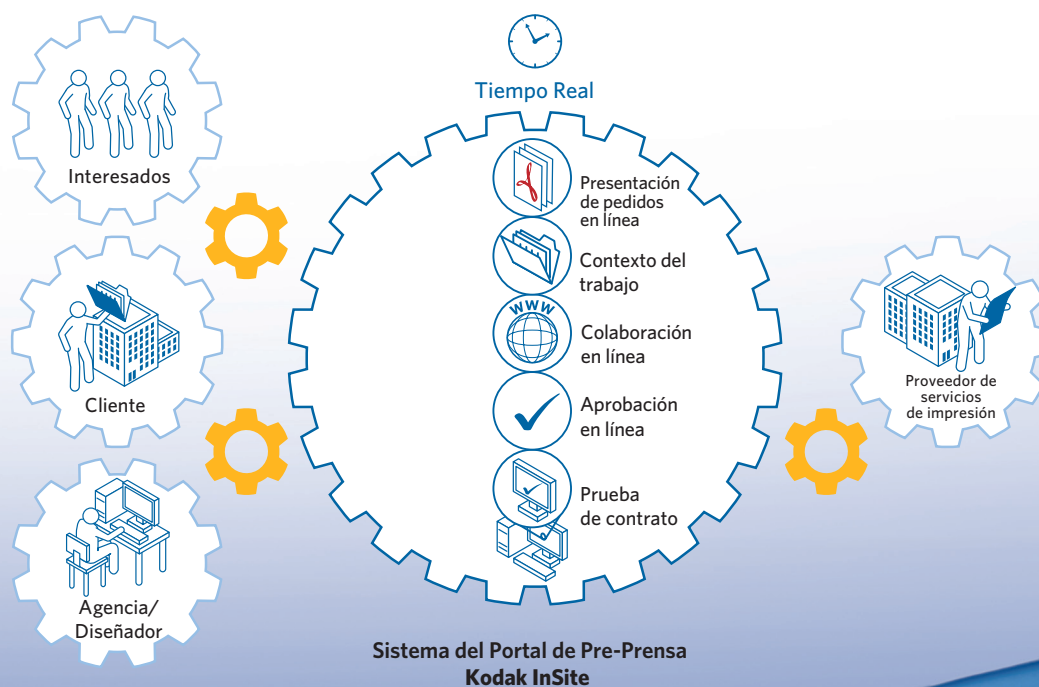 Tiempo Real
Interesados
Cliente
Agencia/
Diseñador
Presentación
de pedidos
en línea
Contexto del
trabajo
WWW
Colaboración
en línea
Aprobación
en línea
Prueba
de contrato
Proveedor de
servicios
de impresión
Sistema del Portal de Pre-Prensa
Kodak InSite